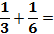 1/3 + 1/6 =